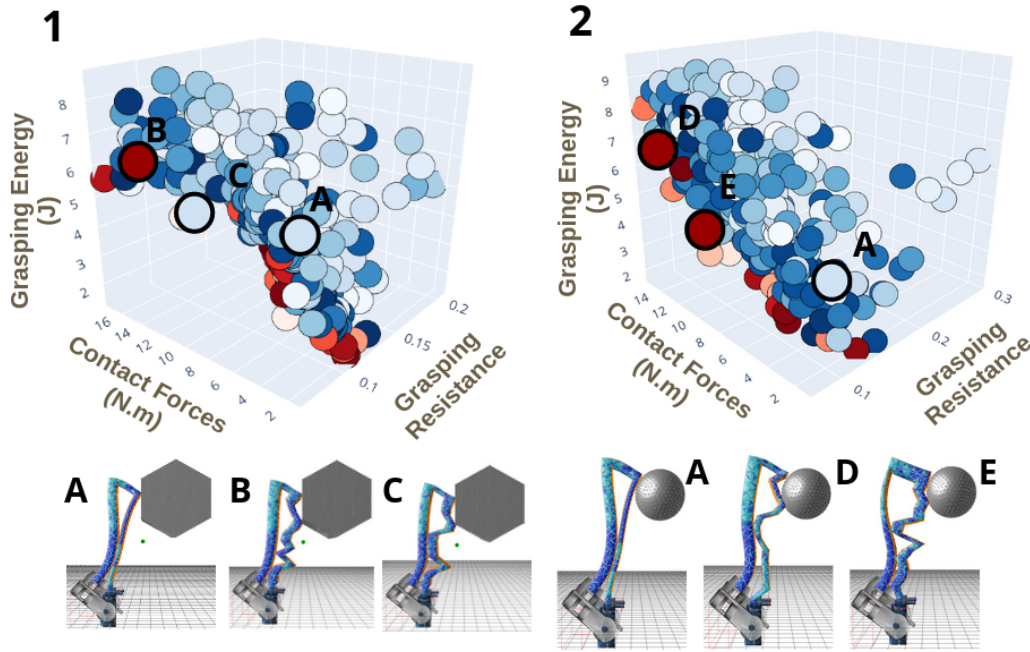 1
Grasping Energy
(J)
8
7
6
5
4
3
2
16
14
12
10
8
6
4
2
Contact Forces
(N.m)
0.1
0.15
0.2
Grasping
Resistance
B
C
A
2
Grasping Energy
(J)
9
8
7
6
5
4
3
2
14
12
10
8
6
4
2
Contact Forces
(N.m)
0.1
0.2
0.3
Grasping
Resistance
D
E
A
A
B
C
A
D
E